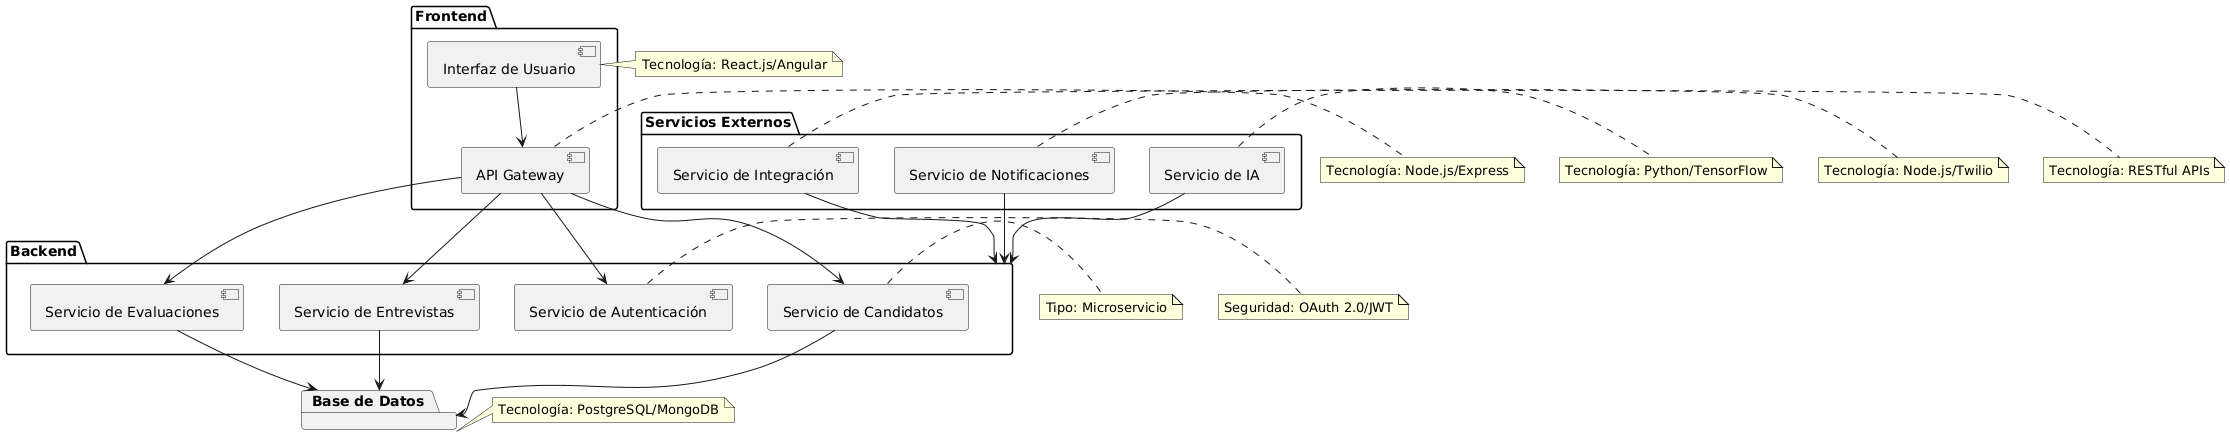 Frontend
Interfaz de Usuario
Tecnología: React.js/Angular
Servicios Externos
API Gateway
Servicio de Integración
Servicio de Notificaciones
Servicio de IA
Tecnología: Node.js/Express
Tecnología: Python/TensorFlow
Tecnología: Node.js/Twilio
Tecnología: RESTful APIs
Backend
Servicio de Evaluaciones
Servicio de Entrevistas
Servicio de Autenticación
Servicio de Candidatos
Tipo: Microservicio
Seguridad: OAuth 2.0/JWT
Base de Datos
Tecnología: PostgreSQL/MongoDB